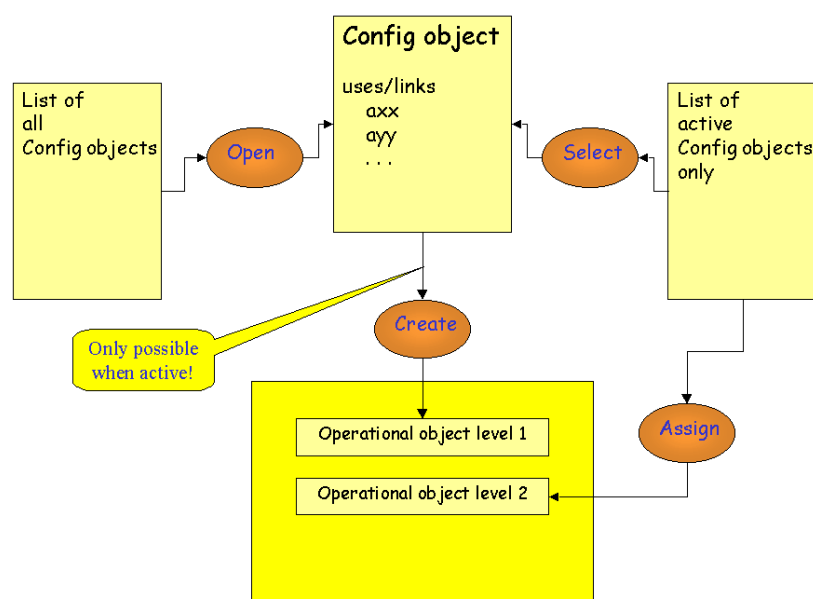 Config object
uses/links
axx
ayy
. . .
List of
all
Config objects
Open
Select
List of
active
Config objects
only
Only possible
when active!
Create
Assign
Operational object level 1
Operational object level 2